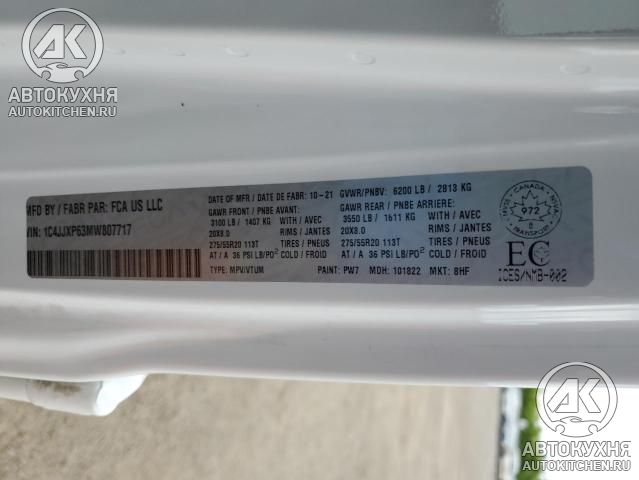 AK
АВТОКУХНЯ
AUTOKITCHEN.RU
MFD BY / FABR PAR: FCA US LLC
VIN: 1C4JJXP63MW807717
DATE OF MFR / DATE DE FABR: 10-21
GAWR FRONT / PNBE AVANT:
3100 LB / 1407 KG WITH / AVEC
20X8.0 RIMS / JANTES
275/55R20 113T
AT / A 36 PSI LB/PO² COLD / FROID
TYPE: MPV/VTUM
GVWR/PNBV: 6200 LB / 2813 KG
GAWR REAR / PNBE ARRIERE:
3550 LB / 1611 KG WITH / AVEC
20X8.0 RIMS / JANTES
275/55R20 113T
AT / A 36 PSI LB/PO² COLD / FROID
PAINT: PW7 MDH: 101822 MKT: 8HF
CANADA
972
TRANSPORT
EC
ICES/NMB-002
AK
АВТОКУХНЯ
AUTOKITCHEN.RU